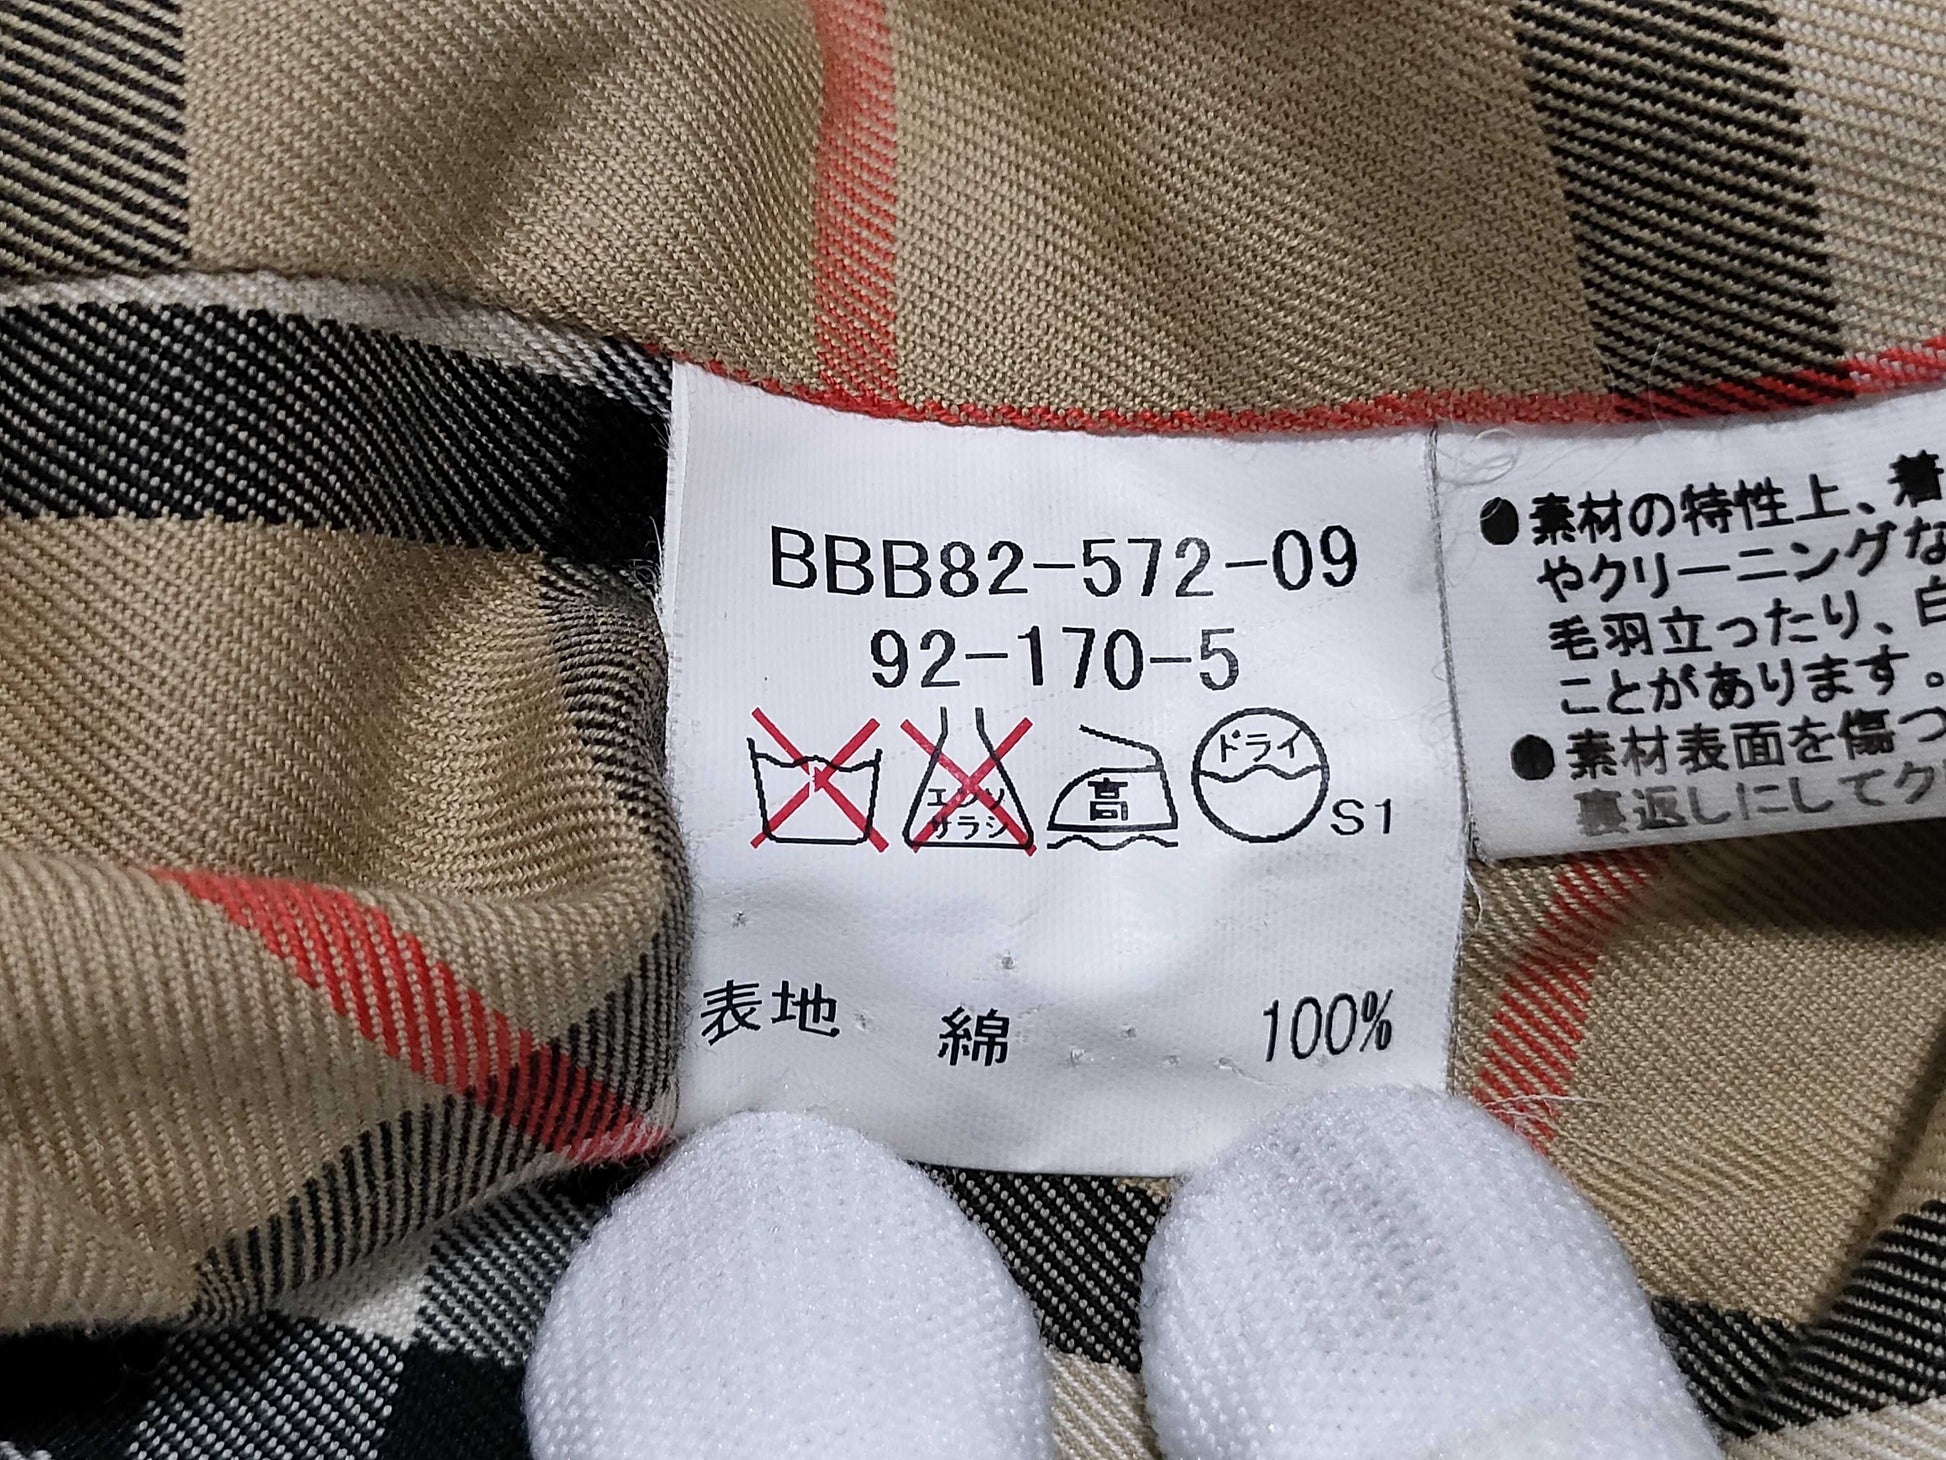 BBB82-572-09
92-170-5
エンソ
サラシ
高
ドライ
S1
表地 綿 100%
●素材の特性上、着
やクリーニングな
毛羽立ったり、白
ことがあります。
●素材表面を傷つ
裏返しにしてク